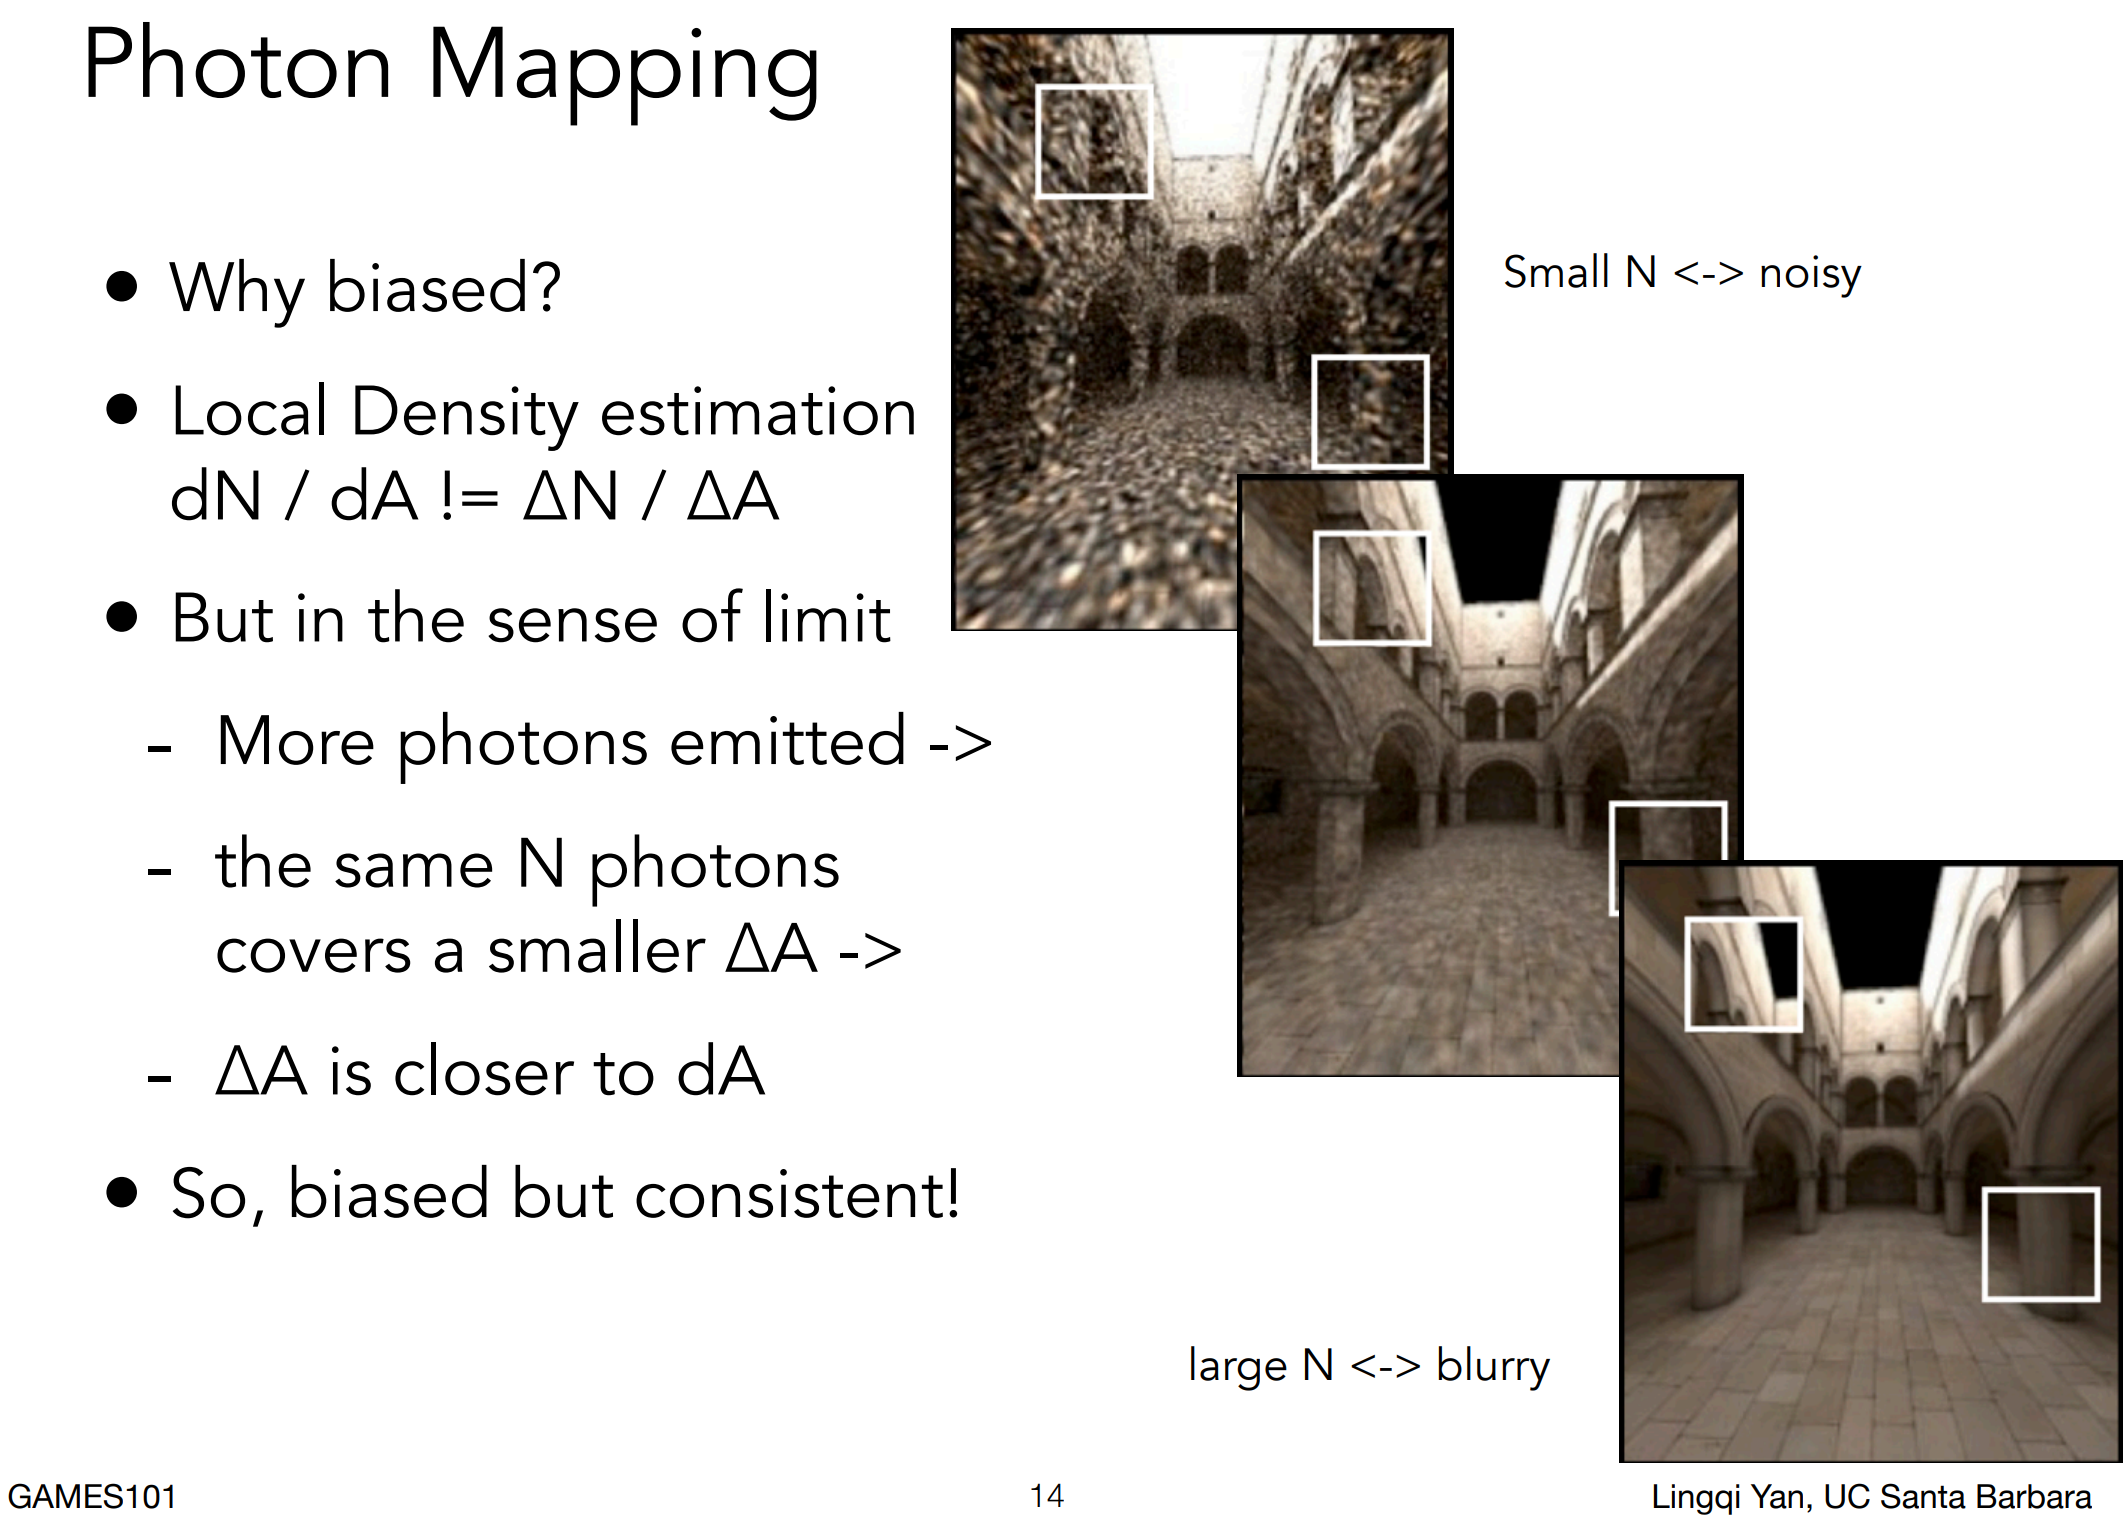 Photon Mapping
• Why biased?
• Local Density estimation
dN / dA != ΔN / ΔA
• But in the sense of limit
- More photons emitted ->
- the same N photons
covers a smaller ΔA ->
- ΔA is closer to dA
• So, biased but consistent!
Small N <-> noisy
large N <-> blurry
GAMES101
14
Lingqi Yan, UC Santa Barbara